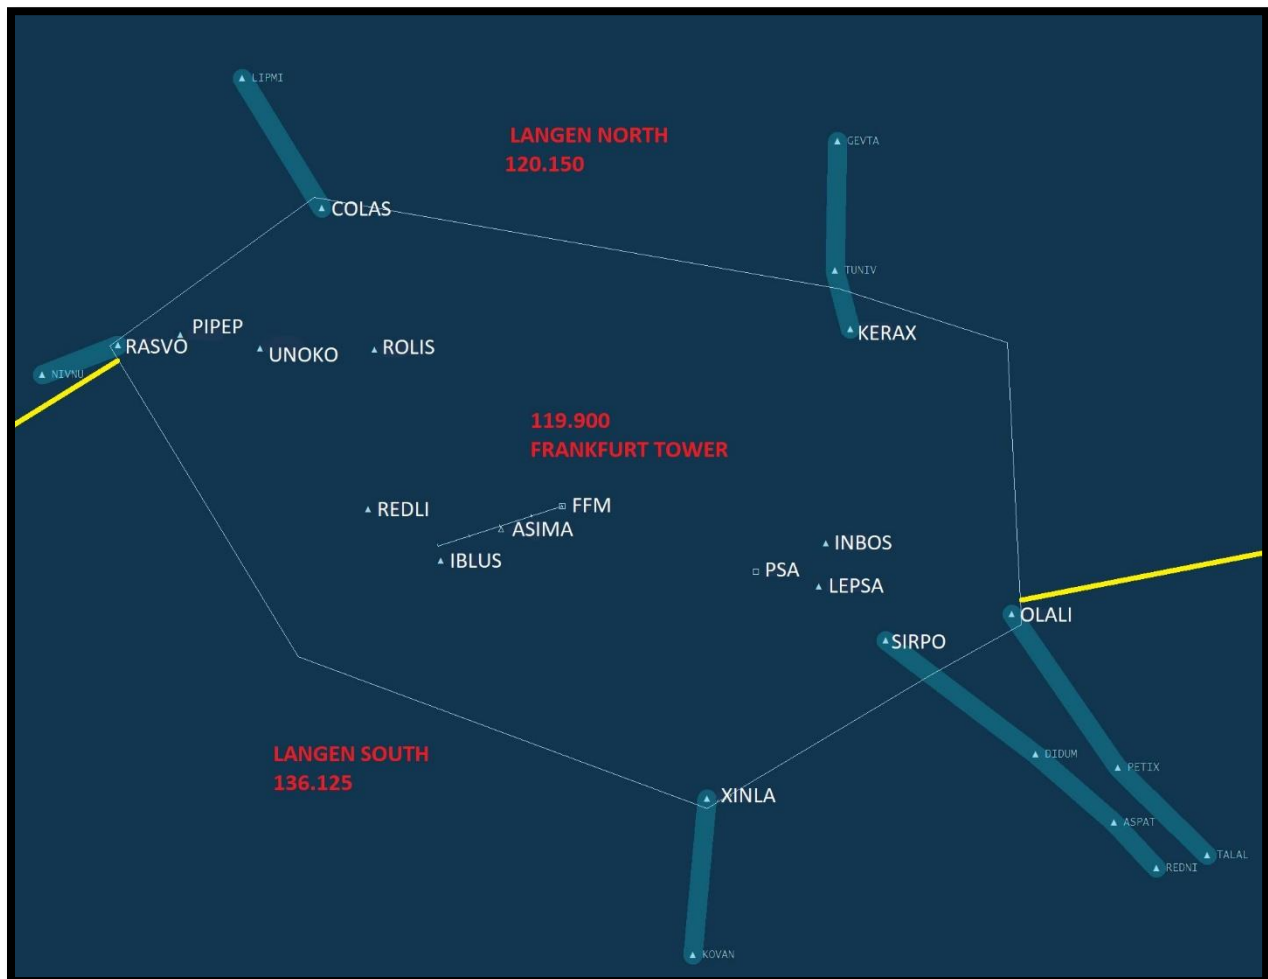 LIPMI
LANGEN NORTH
120.150
GEVTA
COLAS
TUNIV
PIPEP
RASVO
UNOKO
ROLIS
KERAX
NIVNU
119.900
FRANKFURT TOWER
REDLI
FFM
ASIMA
IBLUS
INBOS
PSA
LEPSA
OLALI
SIRPO
LANGEN SOUTH
136.125
DIDUM
PETIX
XINLA
ASPAT
TALAL
REDNI
KOVAN